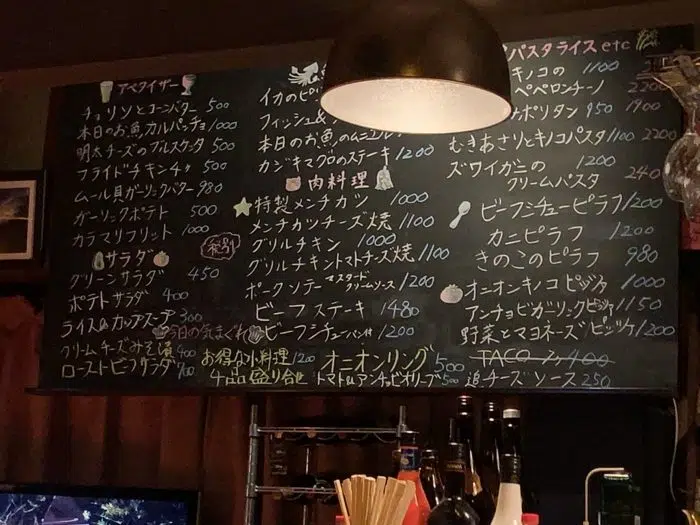 アペタイザー
チョリソとコーンバター 500
本日のお魚カルパッチョ 1000
明太チーズのブルスケッタ 500
フライドチキン4ヶ 550
ムール貝ガーリックバター 980
ガーリックポテト 500
カラマリフリット 1000
税別
サラダ
グリーンサラダ 450
ポテトサラダ 400
ライス&カップスープ 300
クリームチーズみそ漬 400
ローストビーフサラダ
イカの
フィッシュ&
本日のお魚のムニエル
カジキマグロのステーキ 1200
肉料理
特製メンチカツ 1000
メンチカツチーズ焼 1100
グリルチキン 1000
グリルチキントマトチーズ焼 1100
ポークソテーマスタードクリームソース 1200
ビーフステーキ 1480
今日の気まぐれ
ビーフシチューパン付 1200
お得な小料理 1200
4品盛り合せ
オニオンリング 500
トマト&アンチョビオリーブ 500
パスタライスetc
キノコの 1100
ペペロンチーノ 2200
ナポリタン 950 1900
むきあさりとキノコパスタ 1100 2200
ズワイガニの 1200
クリームパスタ 240
ビーフシチューピラフ 1200
カニピラフ 1200
きのこのピラフ 980
オニオンキノコピッツァ 1000
アンチョビガーリックピッツァ 1150
野菜とマヨネーズピッツァ 1200
TACO
追チーズソース 250